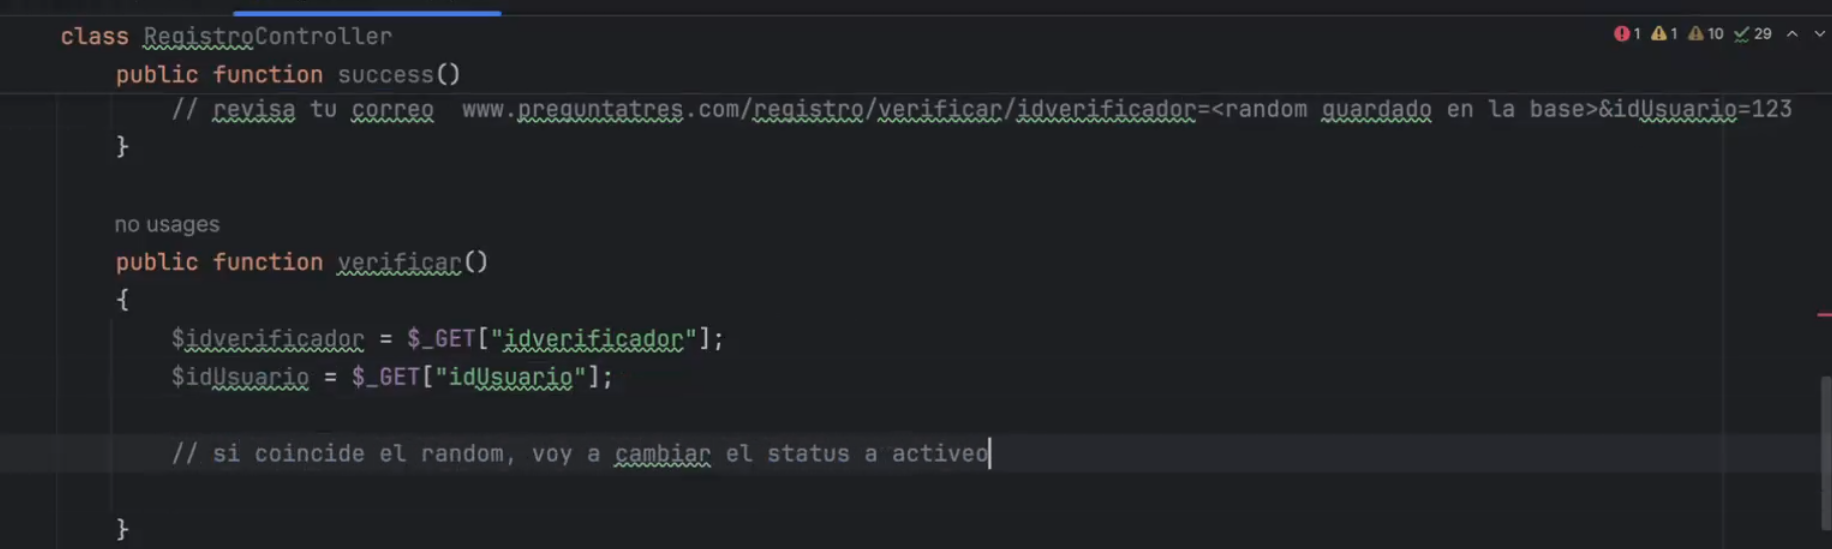 class RegistroController
1 1 10 29
public function success()
// revisa tu correo  www.preguntatres.com/registro/verificar/idverificador=<random guardado en la base>&idUsuario=123
}
no usages
public function verificar()
{
$idverificador = $_GET["idverificador"];
$idUsuario = $_GET["idUsuario"];
// si coincide el random, voy a cambiar el status a activeo
}